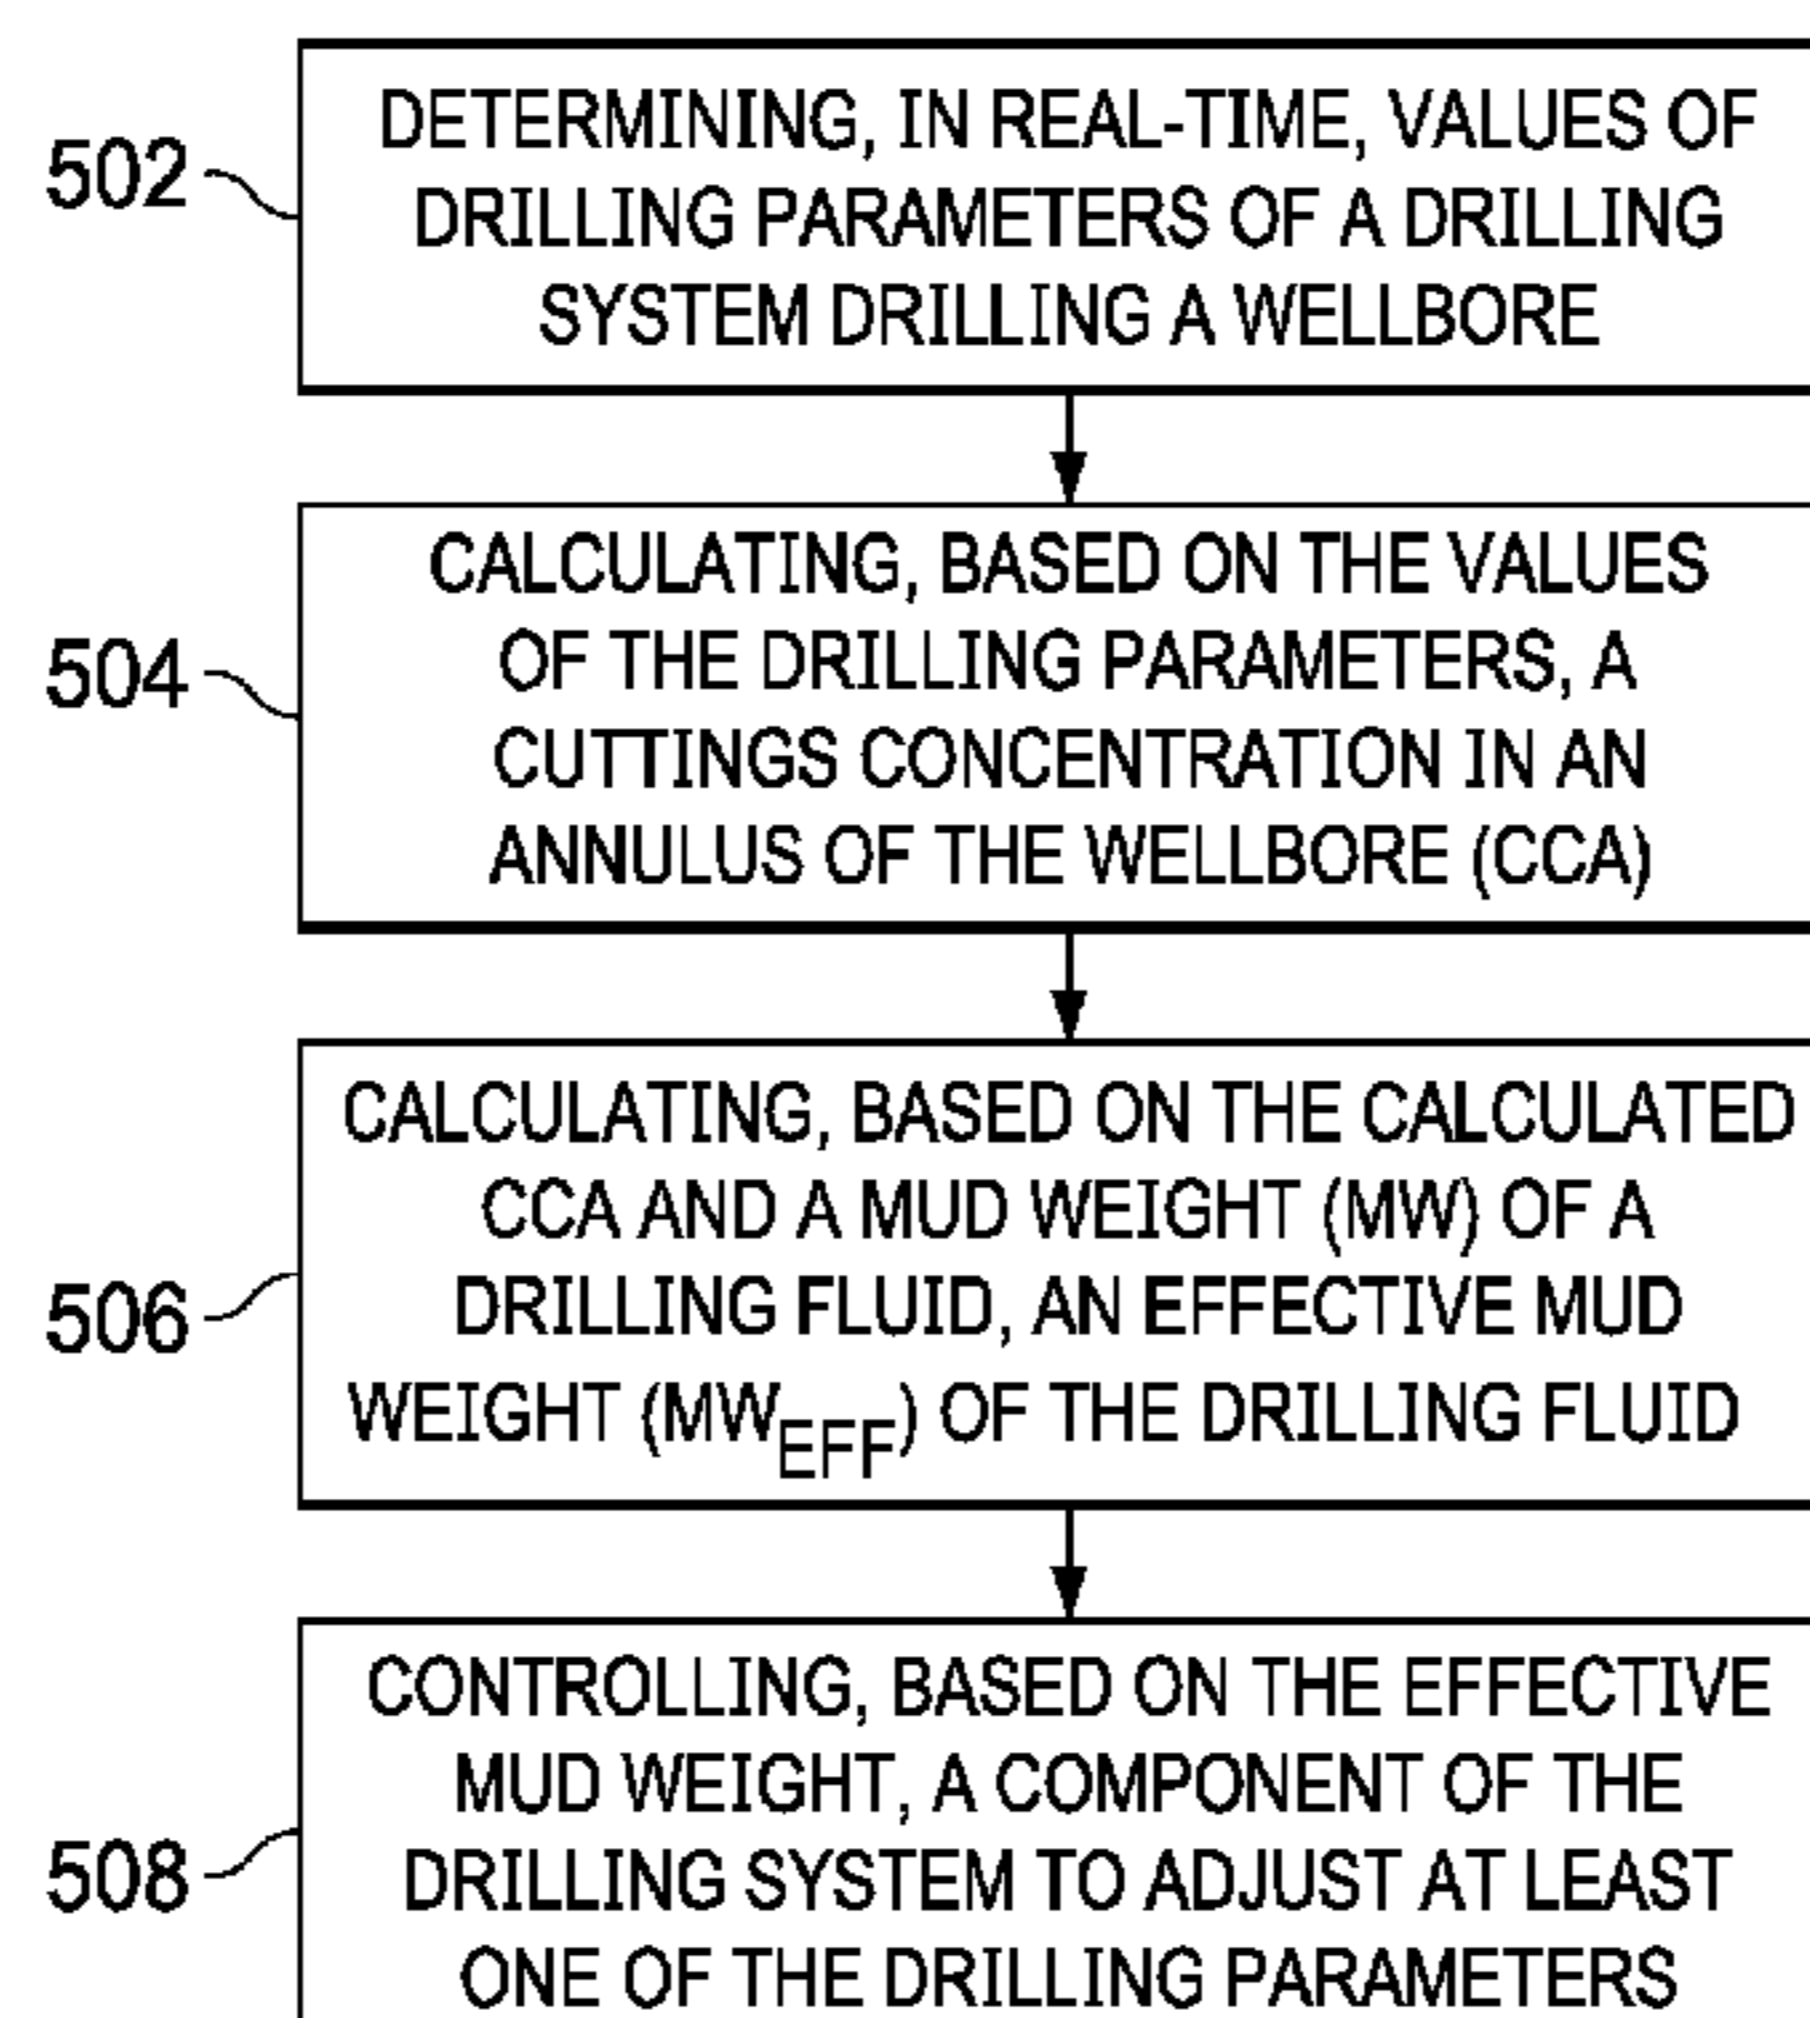 502
DETERMINING, IN REAL-TIME, VALUES OF
DRILLING PARAMETERS OF A DRILLING
SYSTEM DRILLING A WELLBORE
504
CALCULATING, BASED ON THE VALUES
OF THE DRILLING PARAMETERS, A
CUTTINGS CONCENTRATION IN AN
ANNULUS OF THE WELLBORE (CCA)
506
CALCULATING, BASED ON THE CALCULATED
CCA AND A MUD WEIGHT (MW) OF A
DRILLING FLUID, AN EFFECTIVE MUD
WEIGHT (MWEFF) OF THE DRILLING FLUID
508
CONTROLLING, BASED ON THE EFFECTIVE
MUD WEIGHT, A COMPONENT OF THE
DRILLING SYSTEM TO ADJUST AT LEAST
ONE OF THE DRILLING PARAMETERS